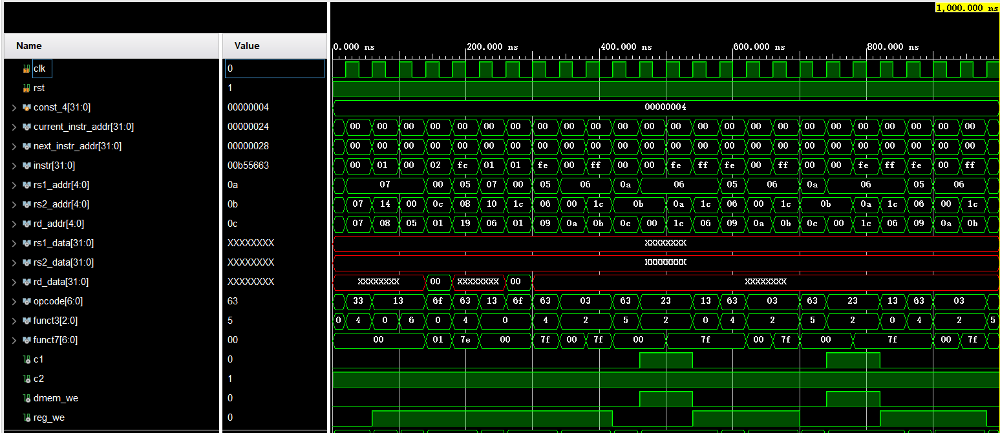 1,000.000 ns
Name Value
0.000 ns 200.000 ns 400.000 ns 600.000 ns 800.000 ns
clk 0
rst 1
const_4[31:0] 00000004 00000004
current_instr_addr[31:0] 00000024 00 00 00 00 00 00 00 00 00 00 00 00 00 00 00 00 00 00 00 00 00 00 00 00
next_instr_addr[31:0] 00000028 00 00 00 00 00 00 00 00 00 00 00 00 00 00 00 00 00 00 00 00 00 00 00 00
instr[31:0] 00b55663 00 01 00 02 fc 01 01 fe 00 ff 00 00 fe ff fe 00 ff 00 00 fe ff fe 00 ff
rs1_addr[4:0] 0a 07 00 05 07 00 05 06 0a 06 05 06 0a 06 05 06
rs2_addr[4:0] 0b 07 14 00 0c 08 10 1c 06 00 1c 0b 0a 1c 06 00 1c 0b 0a 1c 06 00 1c
rd_addr[4:0] 0c 07 08 05 01 19 06 01 09 0a 0b 0c 00 1c 06 09 0a 0b 0c 00 1c 06 09 0a 0b
rs1_data[31:0] XXXXXXXX XXXXXXXX
rs2_data[31:0] XXXXXXXX XXXXXXXX
rd_data[31:0] XXXXXXXX XXXXXXXX 00 XXXXXXXX 00 XXXXXXXX
opcode[6:0] 63 33 13 6f 63 13 6f 63 03 63 23 13 63 03 63 23 13 63 03
funct3[2:0] 5 0 4 0 6 0 4 0 4 2 5 2 0 4 2 5 2 0 4 2 5
funct7[6:0] 00 00 01 7e 00 7f 00 7f 00 7f 00 7f 00 7f 00 7f
c1 0
c2 1
dmem_we 0
reg_we 0